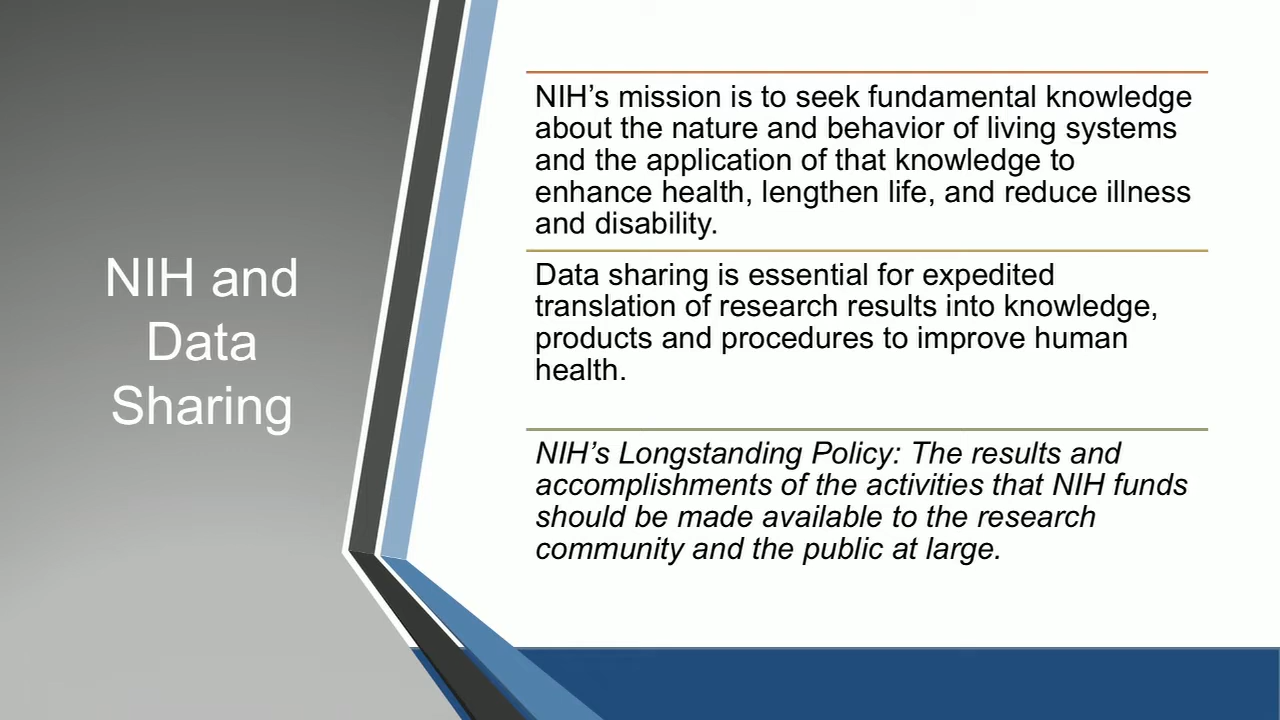 NIH and
Data
Sharing
NIH’s mission is to seek fundamental knowledge
about the nature and behavior of living systems
and the application of that knowledge to
enhance health, lengthen life, and reduce illness
and disability.
Data sharing is essential for expedited
translation of research results into knowledge,
products and procedures to improve human
health.
NIH’s Longstanding Policy: The results and
accomplishments of the activities that NIH funds
should be made available to the research
community and the public at large.